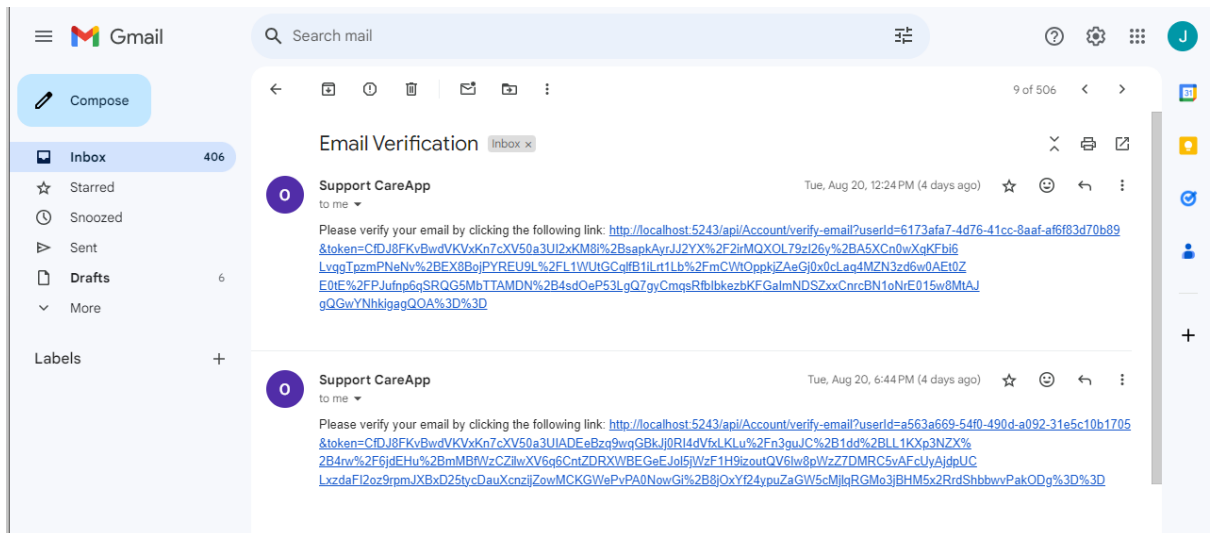 Gmail
Search mail
J
Compose
9 of 506
31
Email Verification Inbox ×
Inbox 406
Starred
Snoozed
Sent
Drafts 6
More
Labels
O
Support CareApp Tue, Aug 20, 12:24 PM (4 days ago)
to me
Please verify your email by clicking the following link: http://localhost:5243/api/Account/verify-email?userId=6173afa7-4d76-41cc-8aaf-af6f83d70b89
&token=CfDJ8FKvBwdVKVxKn7cXV50a3UI2xKM8i%2BsapkAyrJJ2YX%2F2irMQXOL79zI26y%2BA5XCn0wXqKFbi6
LvqgTpzmPNeNv%2BEX8BojPYREU9L%2FL1WUtGCqlfB1iLrt1Lb%2FmCWtOppkjZAeGj0x0cLaq4MZN3zd6w0AEt0Z
E0tE%2FPJufnp6qSRQG5MbTTAMDN%2B4sdOeP53LgQ7gyCmqsRfblbkezbKFGaImNDSZxxCnrcBN1oNrE015w8MtAJ
gQGwYNhkigagQOA%3D%3D
O
Support CareApp Tue, Aug 20, 6:44 PM (4 days ago)
to me
Please verify your email by clicking the following link: http://localhost:5243/api/Account/verify-email?userId=a563a669-54f0-490d-a092-31e5c10b1705
&token=CfDJ8FKvBwdVKVxKn7cXV50a3UIADEeBzq9wqGBkJj0RI4dVfxLKLu%2Fn3guJC%2B1dd%2BLL1KXp3NZX%
2B4rw%2F6jdEHu%2BmMBfWzCZilwXV6q6CntZDRXWBEGeEJol5jWzF1H9izoutQV6lw8pWzZ7DMRC5vAFcUyAjdpUC
LxzdaFI2oz9rpmJXBxD25tycDauXcnzijZowMCKGWePvPA0NowGi%2B8jOxYf24ypuZaGW5cMjlqRGMo3jBHM5x2RrdShbbwvPakODg%3D%3D